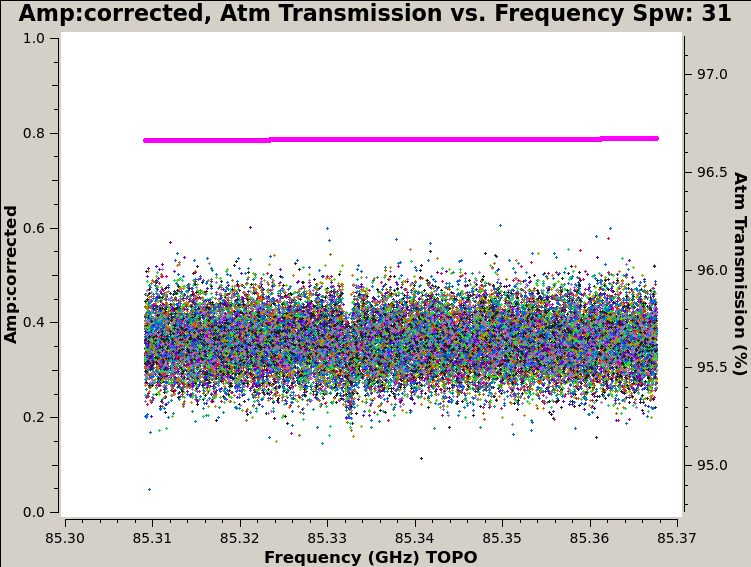 Amp:corrected, Atm Transmission vs. Frequency Spw: 31
1.0
0.8
0.6
0.4
0.2
0.0
Amp:corrected
97.0
96.5
96.0
95.5
95.0
Atm Transmission (%)
85.30 85.31 85.32 85.33 85.34 85.35 85.36 85.37
Frequency (GHz) TOPO